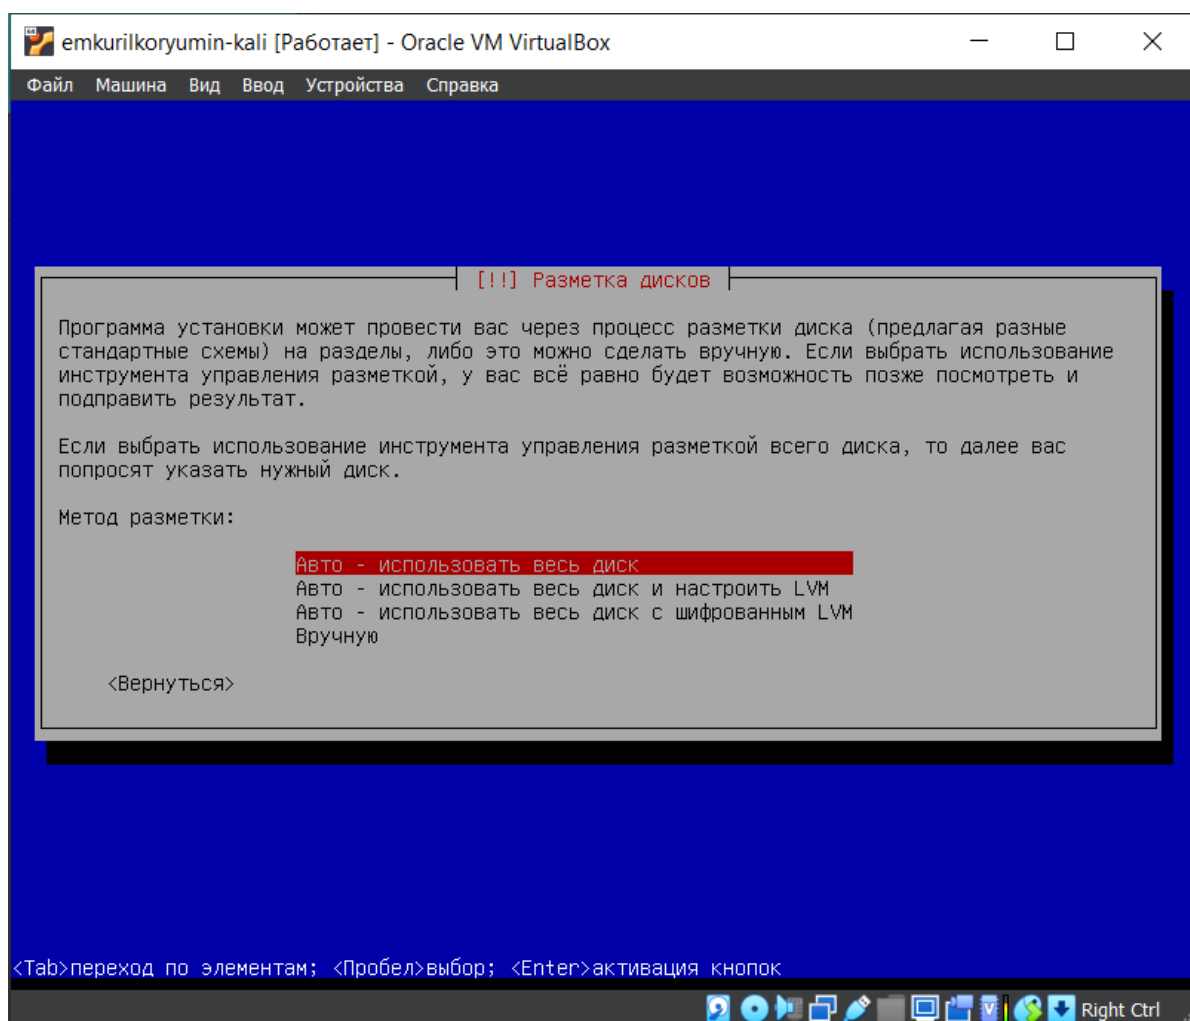 emkurilkoryumin-kali [Работает] - Oracle VM VirtualBox
Файл Машина Вид Ввод Устройства Справка
[!!] Разметка дисков
Программа установки может провести вас через процесс разметки диска (предлагая разные
стандартные схемы) на разделы, либо это можно сделать вручную. Если выбрать использование
инструмента управления разметкой, у вас всё равно будет возможность позже посмотреть и
подправить результат.
Если выбрать использование инструмента управления разметкой всего диска, то далее вас
попросят указать нужный диск.
Метод разметки:
Авто - использовать весь диск
Авто - использовать весь диск и настроить LVM
Авто - использовать весь диск с шифрованным LVM
Вручную
<Вернуться>
<Tab>переход по элементам; <Пробел>выбор; <Enter>активация кнопок
Right Ctrl